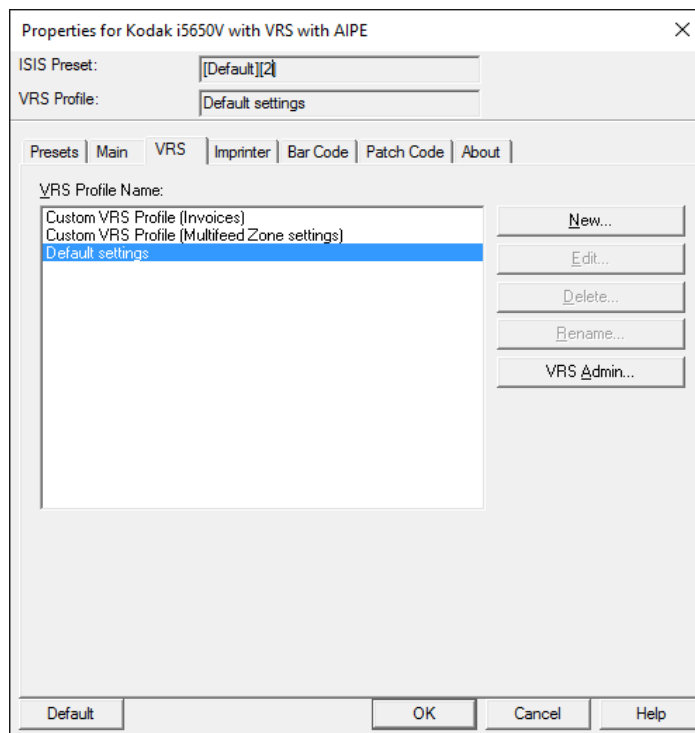 Properties for Kodak i5650V with VRS with AIPE
ISIS Preset: [Default][2]
VRS Profile: Default settings
Presets Main VRS Imprinter Bar Code Patch Code About
VRS Profile Name:
Custom VRS Profile (Invoices)
Custom VRS Profile (Multifeed Zone settings)
Default settings
New...
Edit...
Delete...
Rename...
VRS Admin...
Default OK Cancel Help